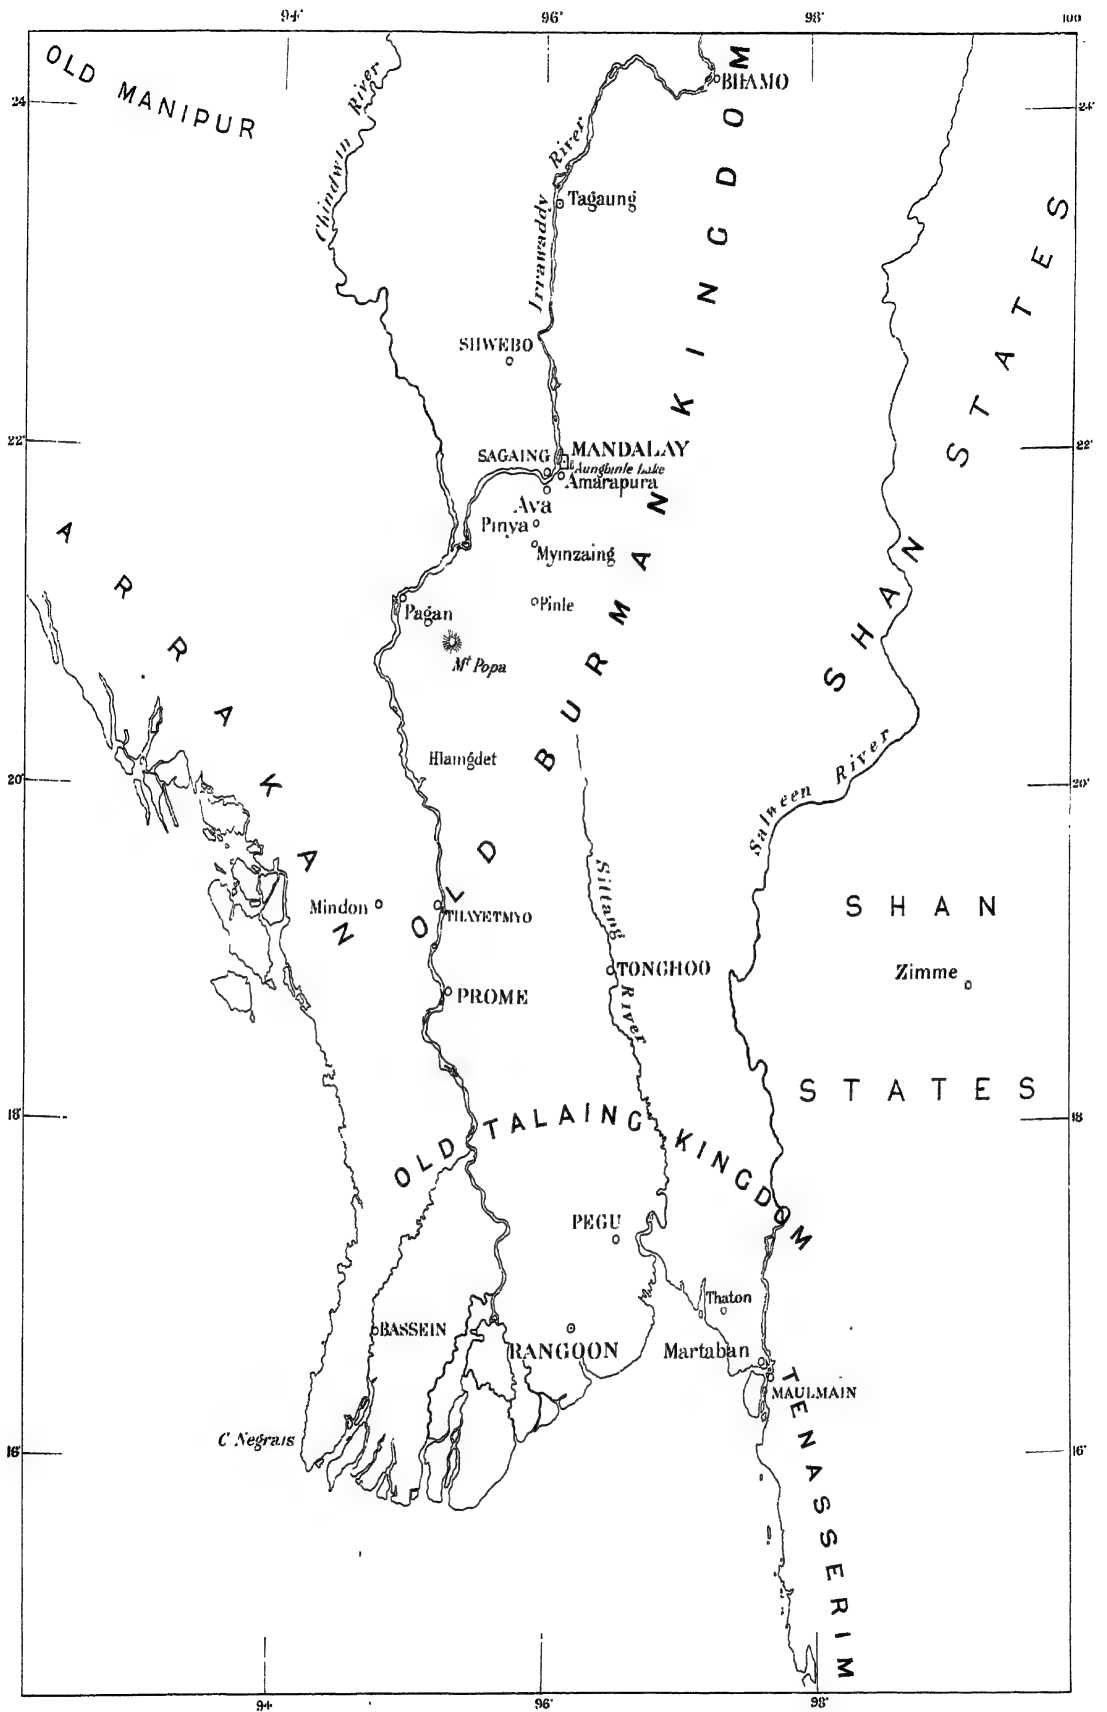 94° 96° 98° 100
OLD MANIPUR
Chindwin River
BHAMO
24° 24°
Irrawaddy River
Tagaung
SHWEBO
22° 22°
SAGAING
MANDALAY
Aungbinle Lake
Amarapura
Ava
Pinya
Myinzaing
Pinle
Pagan
Mt Popa
Hlaingdet
OLD BURMAN KINGDOM
SHAN STATES
ARRAKAN
20° 20°
Salween River
Sittang River
Mindon
THAYETMYO
SHAN
Zimme
TONGHOO
PROME
STATES
18° 18
OLD TALAING KINGDOM
PEGU
Thaton
BASSEIN
RANGOON
Martaban
MAULMAIN
C Negrais
16° 16°
TENASSERIM
94° 96° 98°